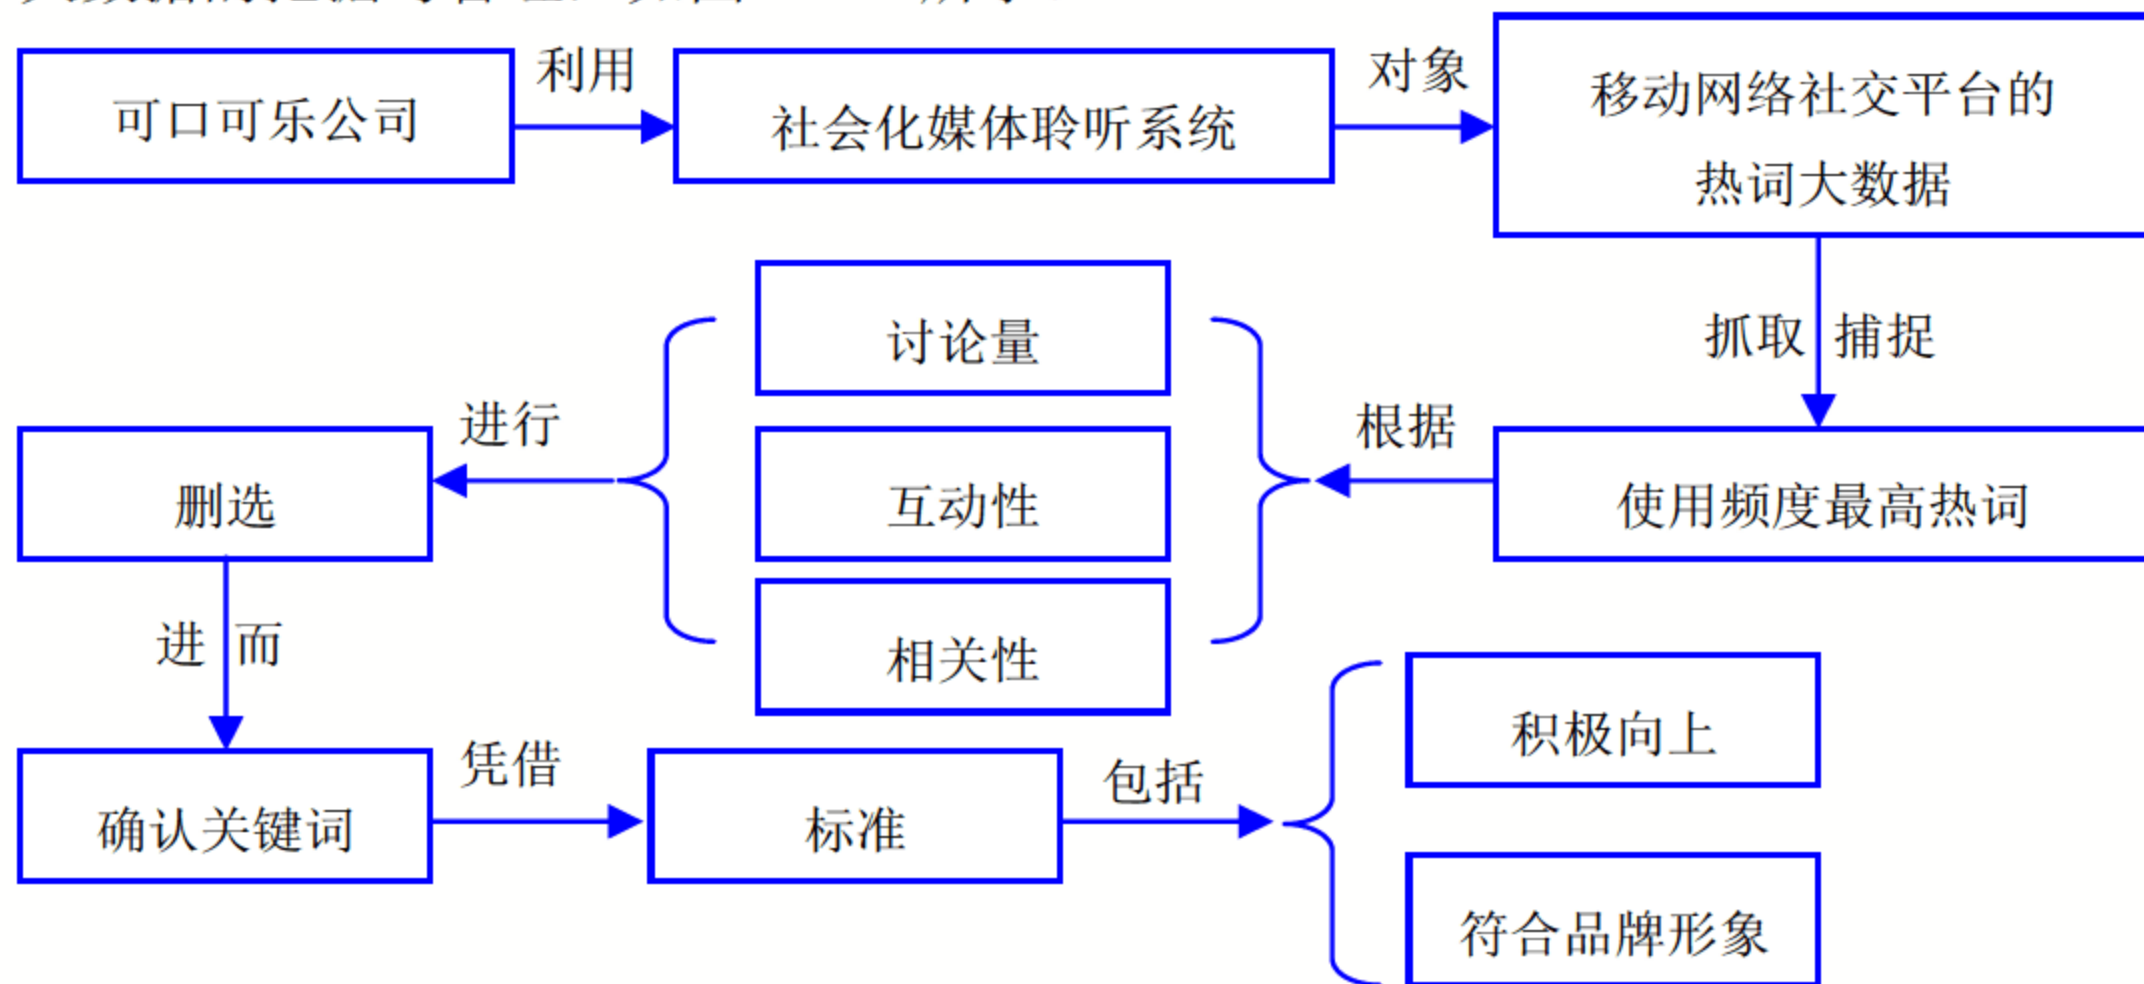 可口可乐公司
利用
社会化媒体聆听系统
对象
移动网络社交平台的
热词大数据
抓取 捕捉
使用频度最高热词
根据
讨论量
互动性
相关性
进行
删选
进 而
确认关键词
凭借
标准
包括
积极向上
符合品牌形象